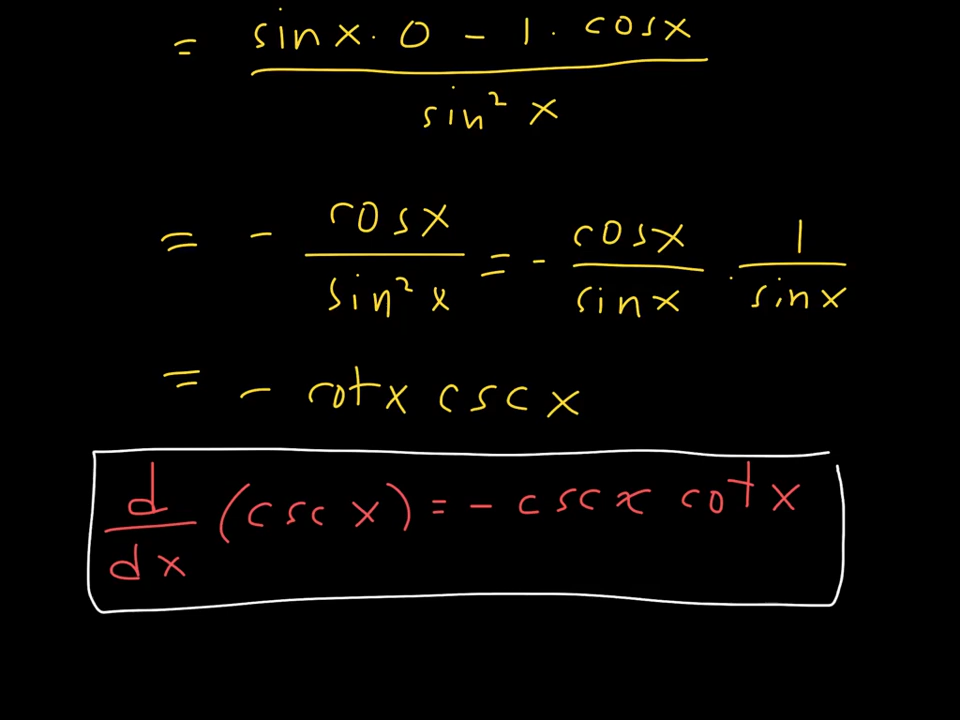 = (sin x · 0 - 1 · cos x) / sin² x
= - cos x / sin² x = - cos x / sin x · 1 / sin x
= - cot x csc x
d/dx (csc x) = - csc x cot x